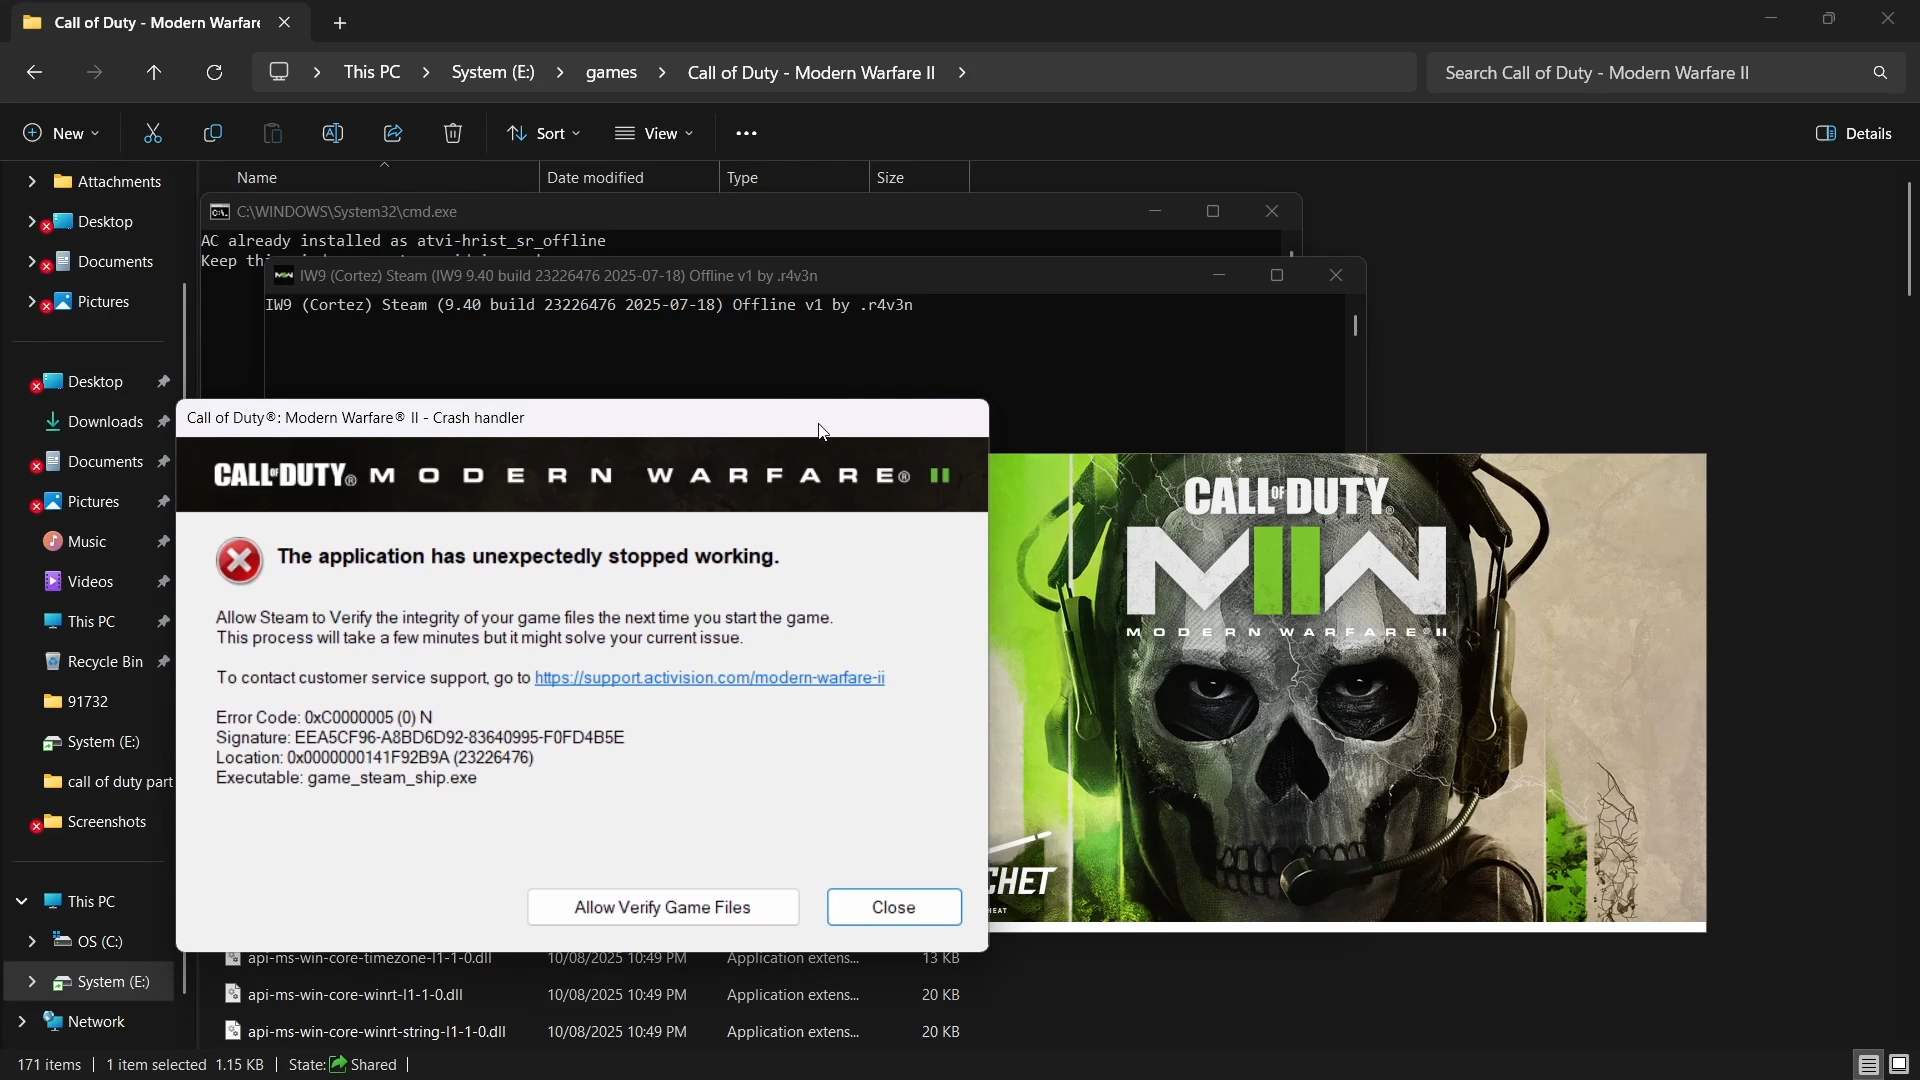 Call of Duty - Modern Warfare
This PC
System (E:)
games
Call of Duty - Modern Warfare II
Search Call of Duty - Modern Warfare II
New
Sort
View
Details
Name
Date modified
Type
Size
Attachments
Desktop
Documents
Pictures
Desktop
Downloads
Documents
Pictures
Music
Videos
This PC
Recycle Bin
91732
System (E:)
call of duty part
Screenshots
This PC
OS (C:)
System (E:)
Network
C:\WINDOWS\System32\cmd.exe
AC already installed as atvi-hrist_sr_offline
Keep
IW9 (Cortez) Steam (IW9 9.40 build 23226476 2025-07-18) Offline v1 by .r4v3n
IW9 (Cortez) Steam (9.40 build 23226476 2025-07-18) Offline v1 by .r4v3n
Call of Duty®: Modern Warfare® II - Crash handler
CALL OF DUTY® MODERN WARFARE® II
The application has unexpectedly stopped working.
Allow Steam to Verify the integrity of your game files the next time you start the game.
This process will take a few minutes but it might solve your current issue.
To contact customer service support, go to https://support.activision.com/modern-warfare-ii
Error Code: 0xC0000005 (0) N
Signature: EEA5CF96-A8BD6D92-83640995-F0FD4B5E
Location: 0x0000000141F92B9A (23226476)
Executable: game_steam_ship.exe
Allow Verify Game Files
Close
CALL OF DUTY®
MWII
MODERN WARFARE® II
api-ms-win-core-timezone-l1-1-0.dll 10/08/2025 10:49 PM Application extens... 13 KB
api-ms-win-core-winrt-l1-1-0.dll 10/08/2025 10:49 PM Application extens... 20 KB
api-ms-win-core-winrt-string-l1-1-0.dll 10/08/2025 10:49 PM Application extens... 20 KB
171 items
1 item selected 1.15 KB
State: Shared